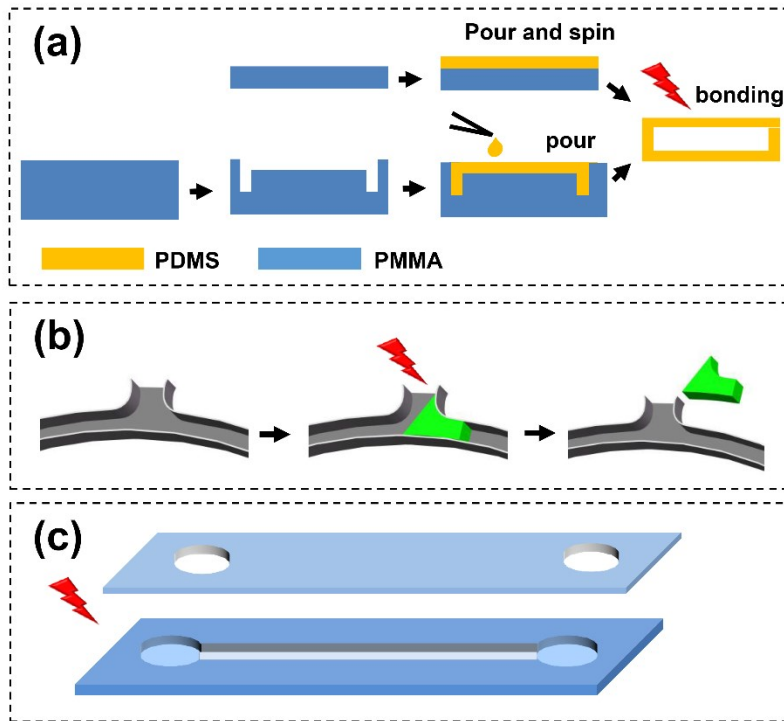 (a)
Pour and spin
bonding
pour
PDMS
PMMA
(b)
(c)